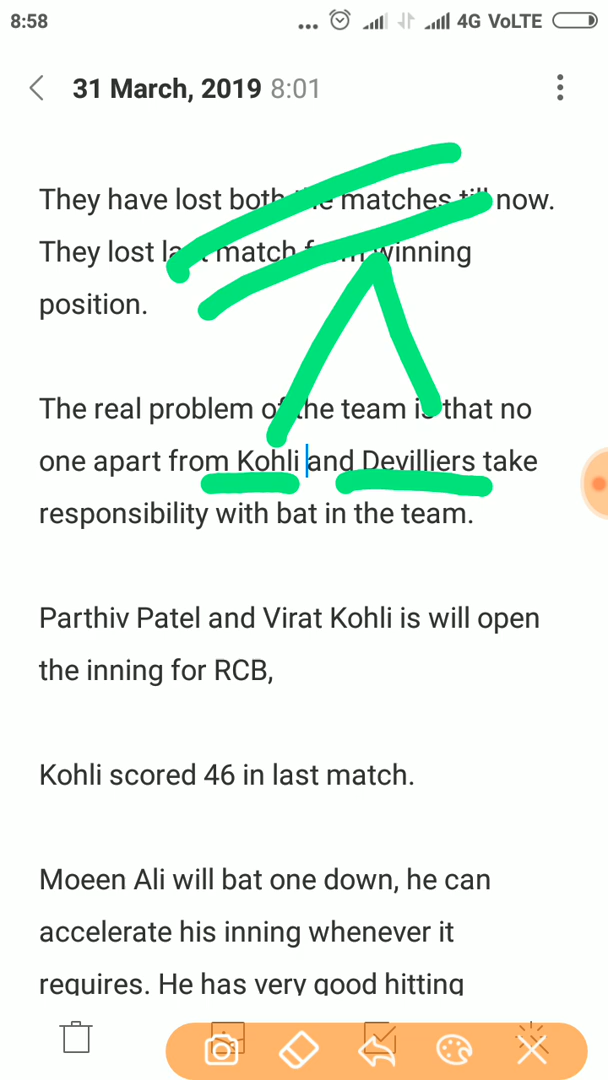 8:58
4G VoLTE
31 March, 2019 8:01
They have lost both the matches till now.
They lost last match from winning
position.
The real problem of the team is that no
one apart from Kohli and Devilliers take
responsibility with bat in the team.
Parthiv Patel and Virat Kohli is will open
the inning for RCB,
Kohli scored 46 in last match.
Moeen Ali will bat one down, he can
accelerate his inning whenever it
requires. He has very good hitting